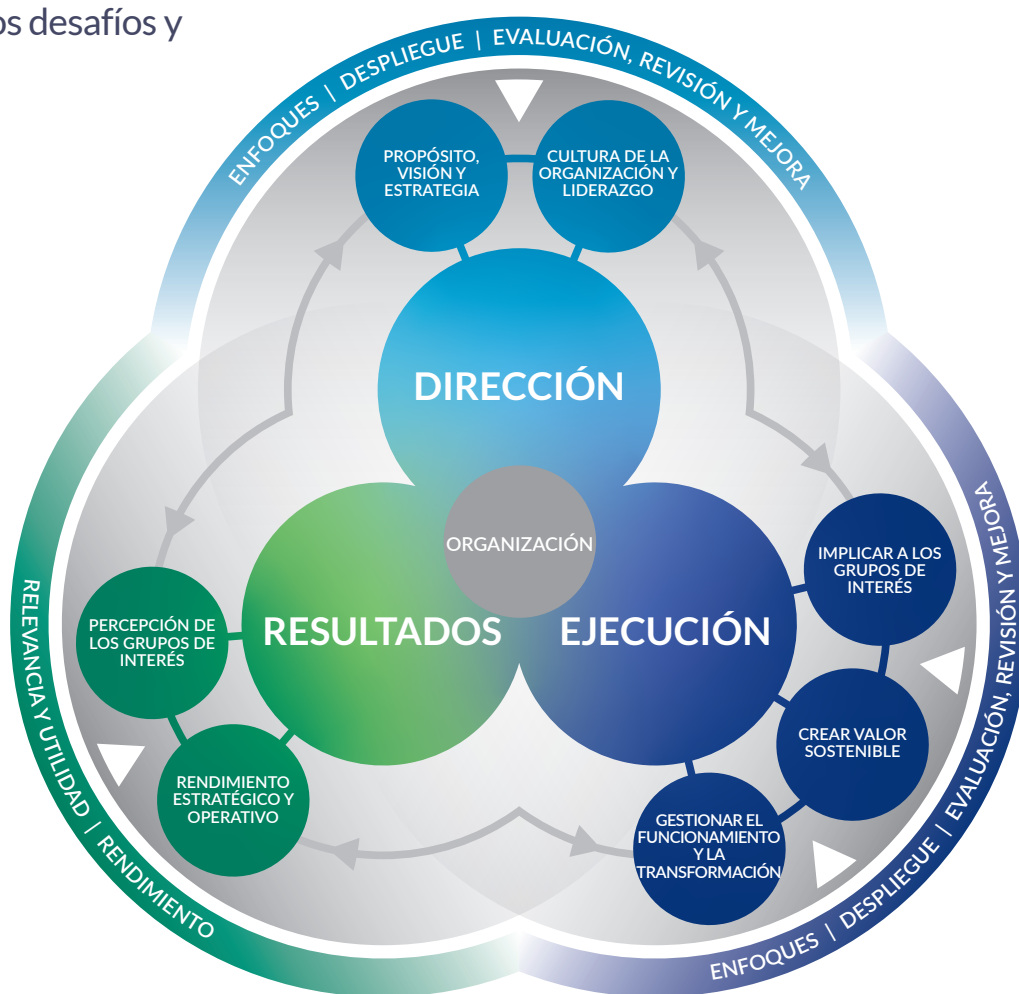 os desafíos y
ENFOQUES | DESPLIEGUE | EVALUACIÓN, REVISIÓN Y MEJORA
PROPÓSITO,
VISIÓN Y
ESTRATEGIA
CULTURA DE LA
ORGANIZACIÓN Y
LIDERAZGO
DIRECCIÓN
ORGANIZACIÓN
RESULTADOS
EJECUCIÓN
IMPLICAR A LOS
GRUPOS DE
INTERÉS
CREAR VALOR
SOSTENIBLE
GESTIONAR EL
FUNCIONAMIENTO
Y LA
TRANSFORMACIÓN
ENFOQUES | DESPLIEGUE | EVALUACIÓN, REVISIÓN Y MEJORA
PERCEPCIÓN DE
LOS GRUPOS DE
INTERÉS
RENDIMIENTO
ESTRATÉGICO Y
OPERATIVO
RELEVANCIA Y UTILIDAD | RENDIMIENTO